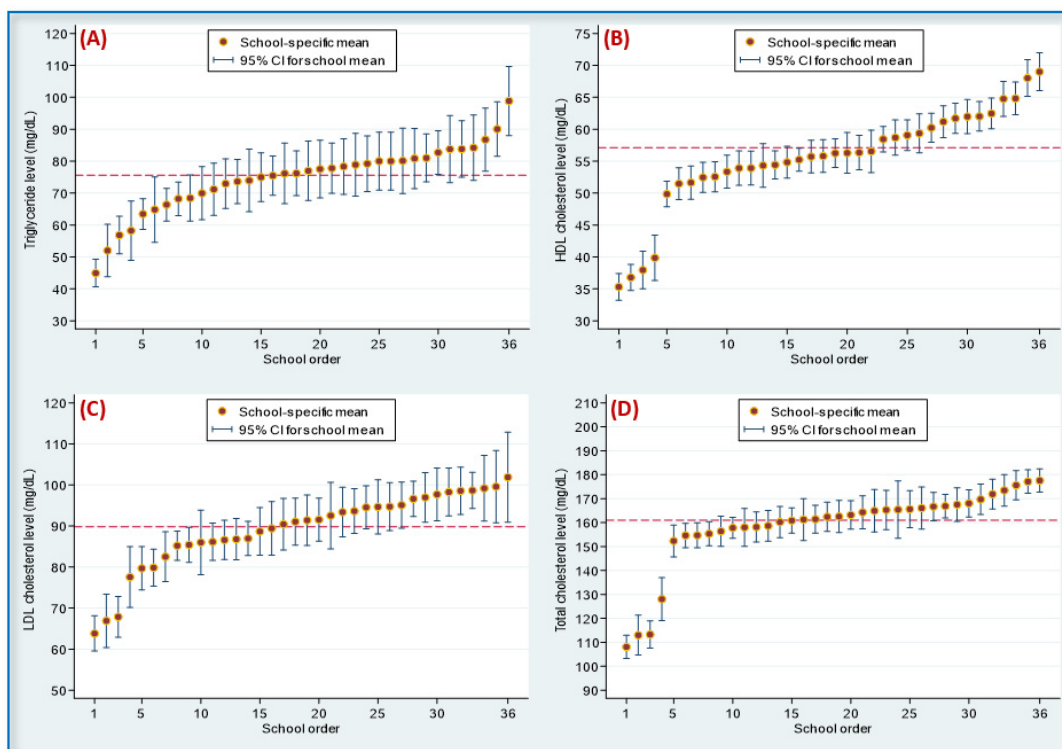 (A)
School-specific mean
95% CI forschool mean
Triglyceride level (mg/dL)
120
110
100
90
80
70
60
50
40
30
1 5 10 15 20 25 30 36
School order
(B)
School-specific mean
95% CI forschool mean
HDL cholesterol level (mg/dL)
75
70
65
60
55
50
45
40
35
30
1 5 10 15 20 25 30 36
School order
(C)
School-specific mean
95% CI forschool mean
LDL cholesterol level (mg/dL)
120
110
100
90
80
70
60
50
1 5 10 15 20 25 30 36
School order
(D)
School-specific mean
95% CI forschool mean
Total cholesterol level (mg/dL)
210
200
190
180
170
160
150
140
130
120
110
100
90
1 5 10 15 20 25 30 36
School order